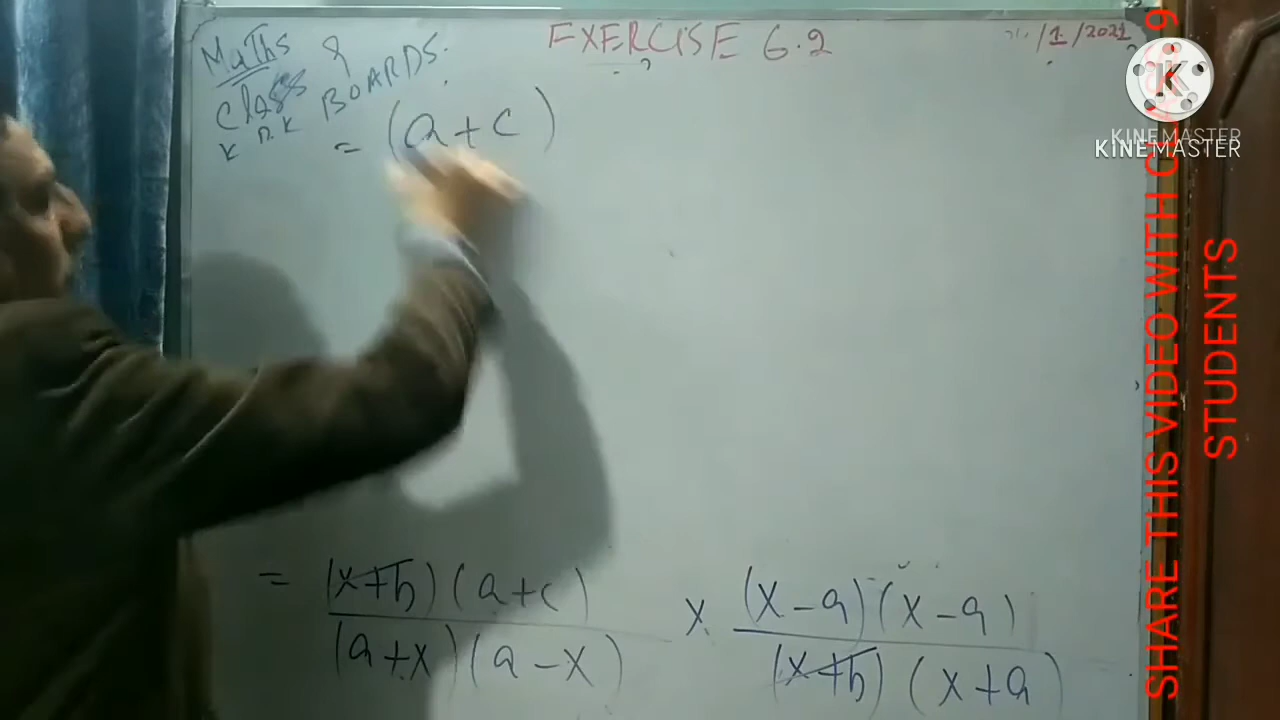 Maths
EXERCISE 6.2
/1/2021
class 9
BOARDS.
= (a+c)
KINEMASTER
KINEMASTER
= (x+b)(a+c) / (a+x)(a-x) × (x-a)(x-a) / (x+b)(x+a)
SHARE THIS VIDEO WITH CLASS 9
STUDENTS